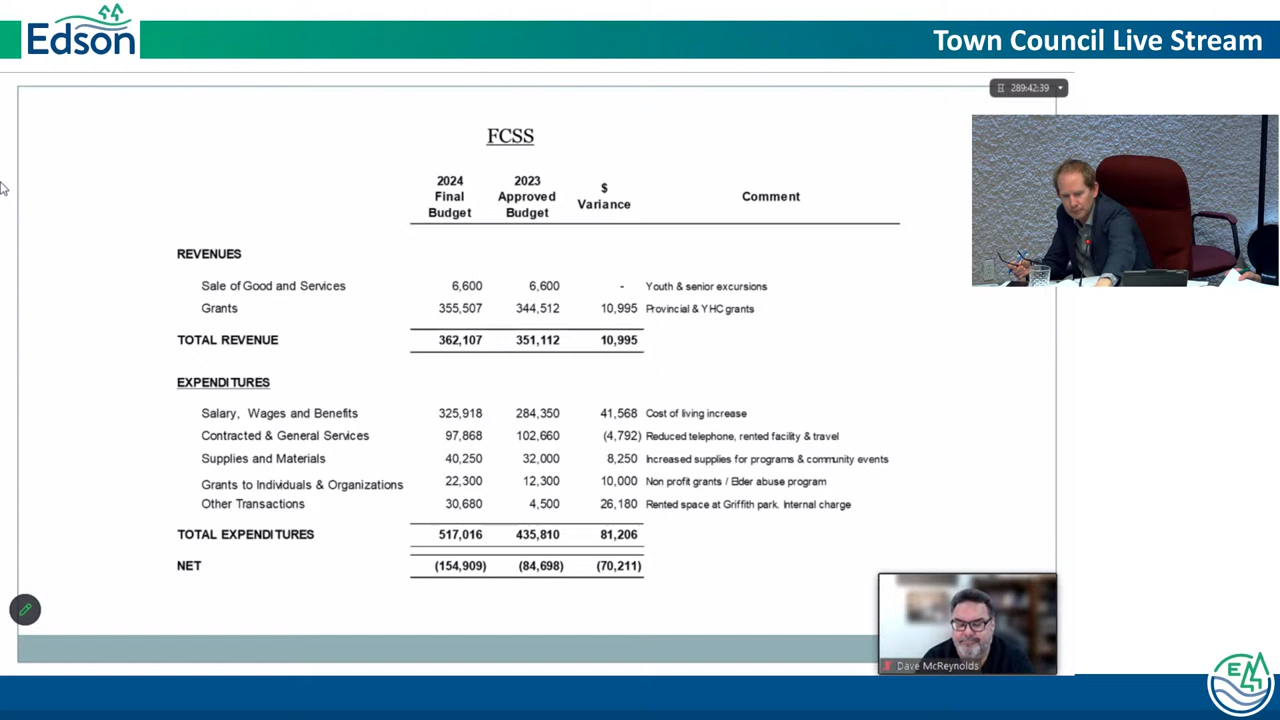 Edson
Town Council Live Stream
289:42:39
FCSS
2024 Final Budget
2023 Approved Budget
$ Variance
Comment
REVENUES
Sale of Good and Services 6,600 6,600 - Youth & senior excursions
Grants 355,507 344,512 10,995 Provincial & YHC grants
TOTAL REVENUE 362,107 351,112 10,995
EXPENDITURES
Salary, Wages and Benefits 325,918 284,350 41,568 Cost of living increase
Contracted & General Services 97,868 102,660 (4,792) Reduced telephone, rented facility & travel
Supplies and Materials 40,250 32,000 8,250 Increased supplies for programs & community events
Grants to Individuals & Organizations 22,300 12,300 10,000 Non profit grants / Elder abuse program
Other Transactions 30,680 4,500 26,180 Rented space at Griffith park. Internal charge
TOTAL EXPENDITURES 517,016 435,810 81,206
NET (154,909) (84,698) (70,211)
Dave McReynolds